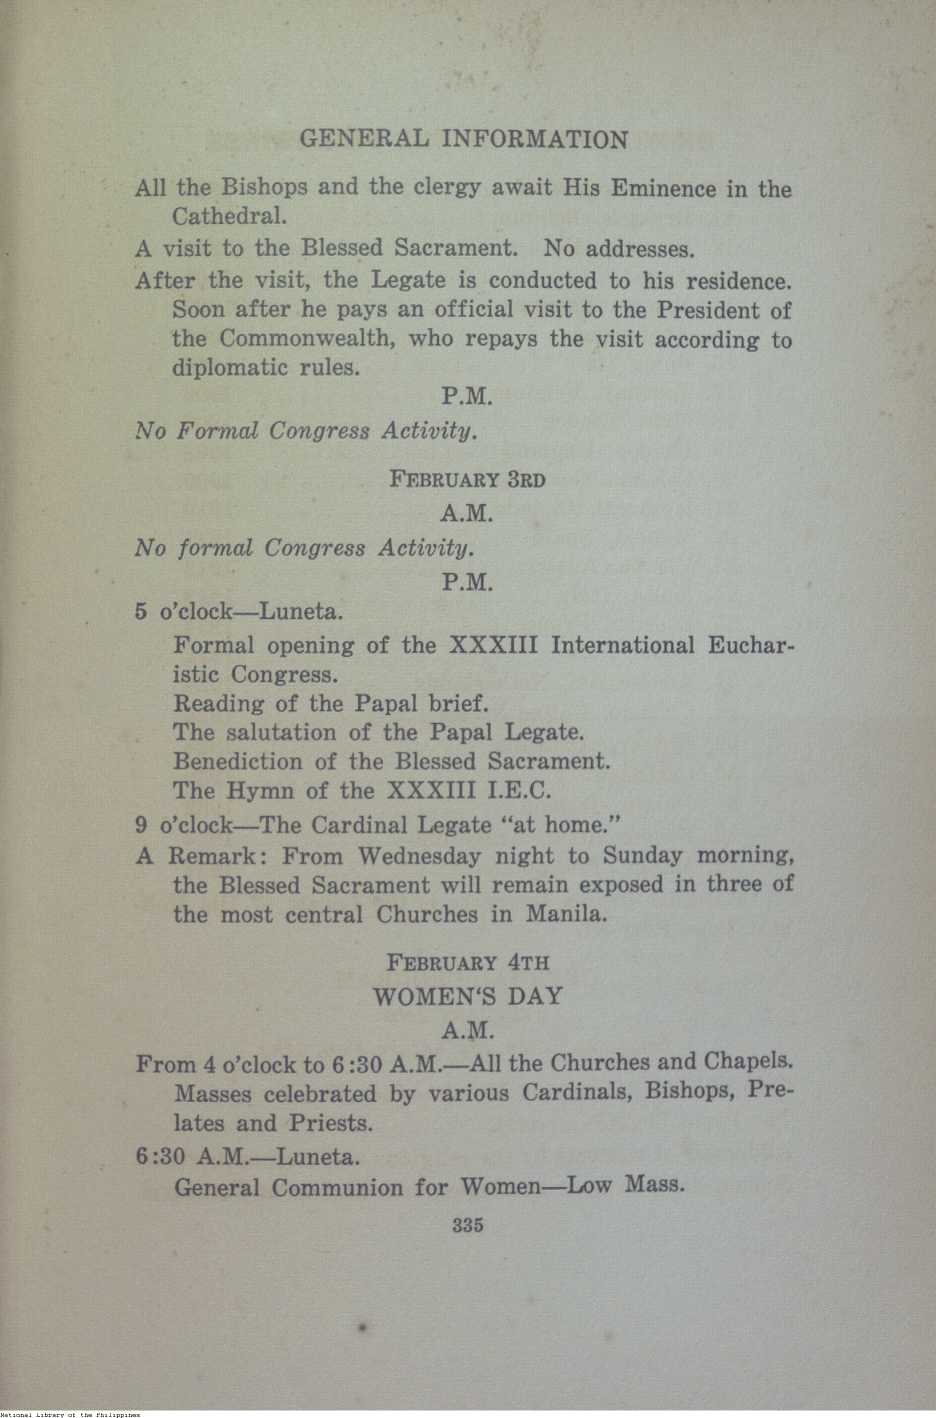 GENERAL INFORMATION
All the Bishops and the clergy await His Eminence in the
Cathedral.
A visit to the Blessed Sacrament. No addresses.
After the visit, the Legate is conducted to his residence.
Soon after he pays an official visit to the President of
the Commonwealth, who repays the visit according to
diplomatic rules.
P.M.
No Formal Congress Activity.
FEBRUARY 3RD
A.M.
No formal Congress Activity.
P.M.
5 o'clock—Luneta.
Formal opening of the XXXIII International Euchar-
istic Congress.
Reading of the Papal brief.
The salutation of the Papal Legate.
Benediction of the Blessed Sacrament.
The Hymn of the XXXIII I.E.C.
9 o'clock—The Cardinal Legate “at home.”
A Remark: From Wednesday night to Sunday morning,
the Blessed Sacrament will remain exposed in three of
the most central Churches in Manila.
FEBRUARY 4TH
WOMEN‘S DAY
A.M.
From 4 o'clock to 6:30 A.M.—All the Churches and Chapels.
Masses celebrated by various Cardinals, Bishops, Pre-
lates and Priests.
6:30 A.M.—Luneta.
General Communion for Women—Low Mass.
335
National Library of the Philippines